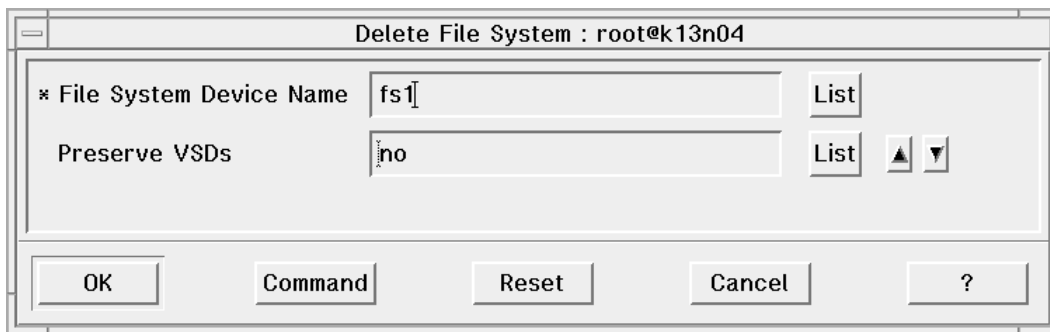 Delete File System : root@k13n04
* File System Device Name fs1 List
Preserve VSDs no List ▲ ▼
OK Command Reset Cancel ?